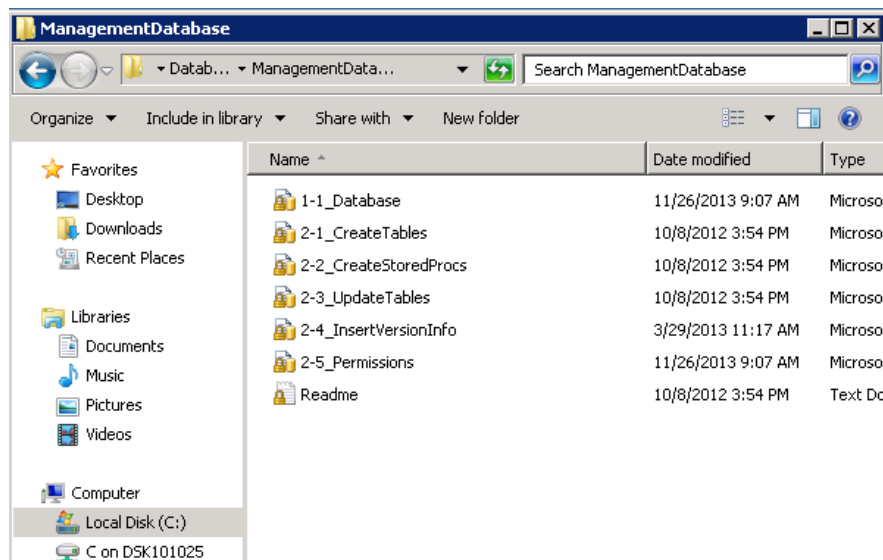 ManagementDatabase
Datab... ManagementData... Search ManagementDatabase
Organize Include in library Share with New folder
Favorites
Desktop
Downloads
Recent Places
Libraries
Documents
Music
Pictures
Videos
Computer
Local Disk (C:)
C on DSK101025
Name Date modified Type
1-1_Database 11/26/2013 9:07 AM Microso
2-1_CreateTables 10/8/2012 3:54 PM Microso
2-2_CreateStoredProcs 10/8/2012 3:54 PM Microso
2-3_UpdateTables 10/8/2012 3:54 PM Microso
2-4_InsertVersionInfo 3/29/2013 11:17 AM Microso
2-5_Permissions 11/26/2013 9:07 AM Microso
Readme 10/8/2012 3:54 PM Text Do